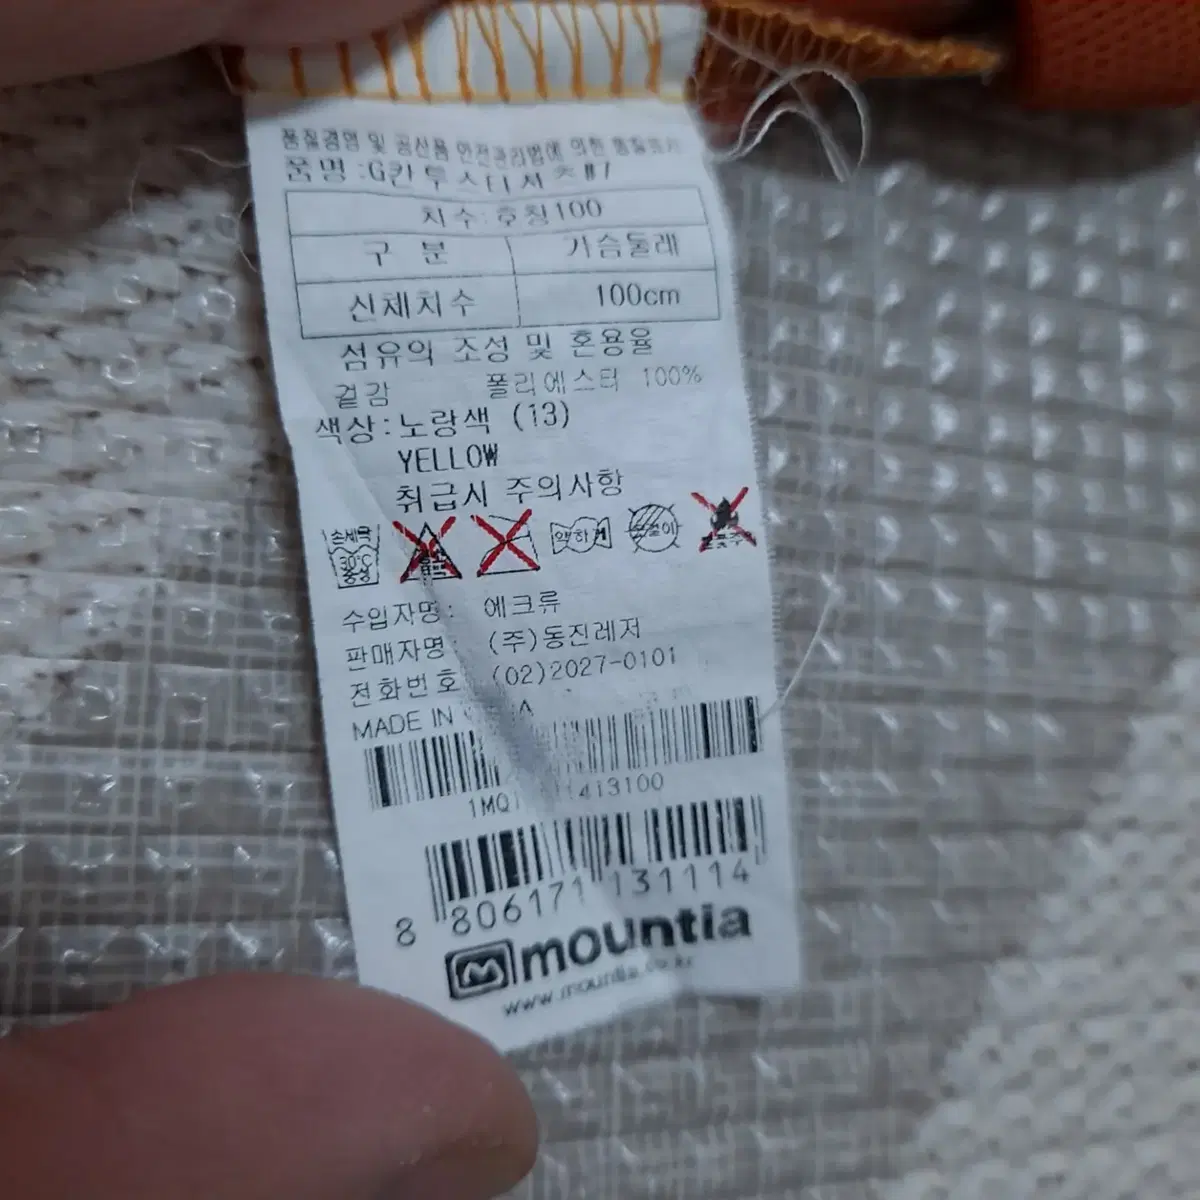 품질경영 및 공산품 안전관리법에 의한 품질표시
품명 :G칸투스티셔츠#7
치수:호칭100
구 분 가슴둘레
신체치수 100cm
섬유의 조성 및 혼용율
겉감 폴리에스터 100%
색상:노랑색 (13)
YELLOW
취급시 주의사항
손세탁 30℃ 중성
약하게
수입자명: 에크류
판매자명: (주)동진레저
전화번호 (02)2027-0101
MADE IN
8 806171 131114
mountia
www.mountia.co.kr